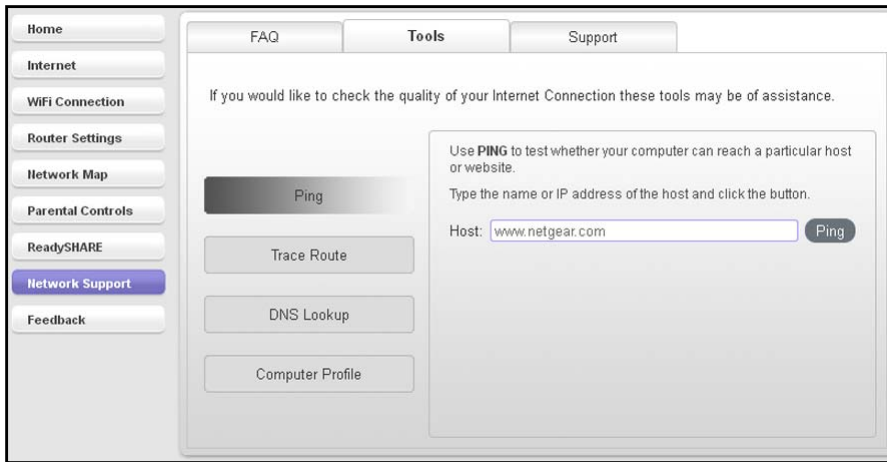 Home
Internet
WiFi Connection
Router Settings
Network Map
Parental Controls
ReadySHARE
Network Support
Feedback
FAQ
Tools
Support
If you would like to check the quality of your Internet Connection these tools may be of assistance.
Ping
Trace Route
DNS Lookup
Computer Profile
Use PING to test whether your computer can reach a particular host
or website.
Type the name or IP address of the host and click the button.
Host: www.netgear.com Ping